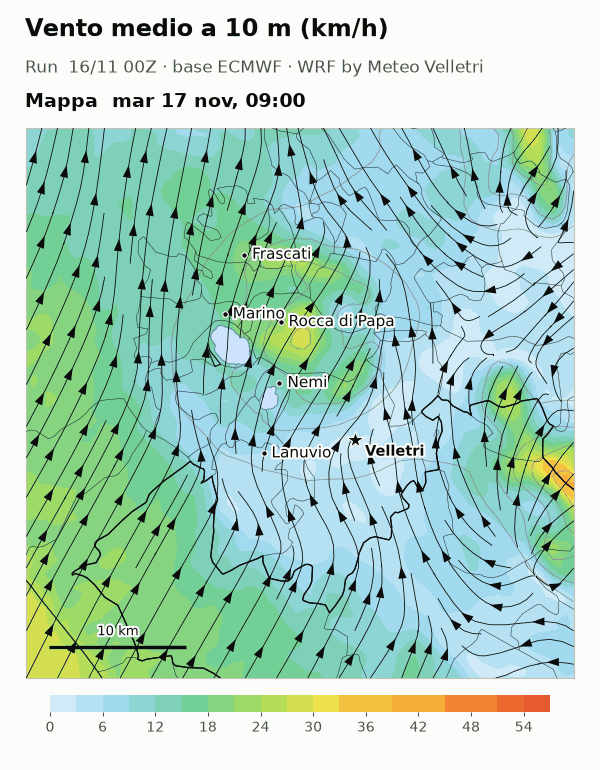 Vento medio a 10 m (km/h)
Run 16/11 00Z · base ECMWF · WRF by Meteo Velletri
Mappa mar 17 nov, 09:00
Frascati
Marino
Rocca di Papa
Nemi
Velletri
Lanuvio
10 km
0 6 12 18 24 30 36 42 48 54